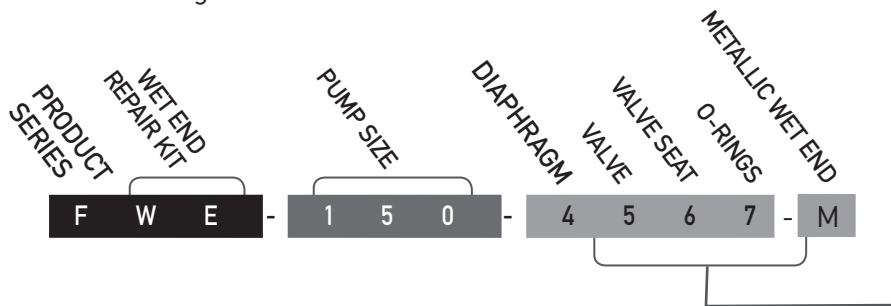 PRODUCT
SERIES
WET END
REPAIR KIT
PUMP SIZE
DIAPHRAGM
VALVE
VALVE SEAT
O-RINGS
METALLIC WET END
F W E - 1 5 0 - 4 5 6 7 - M